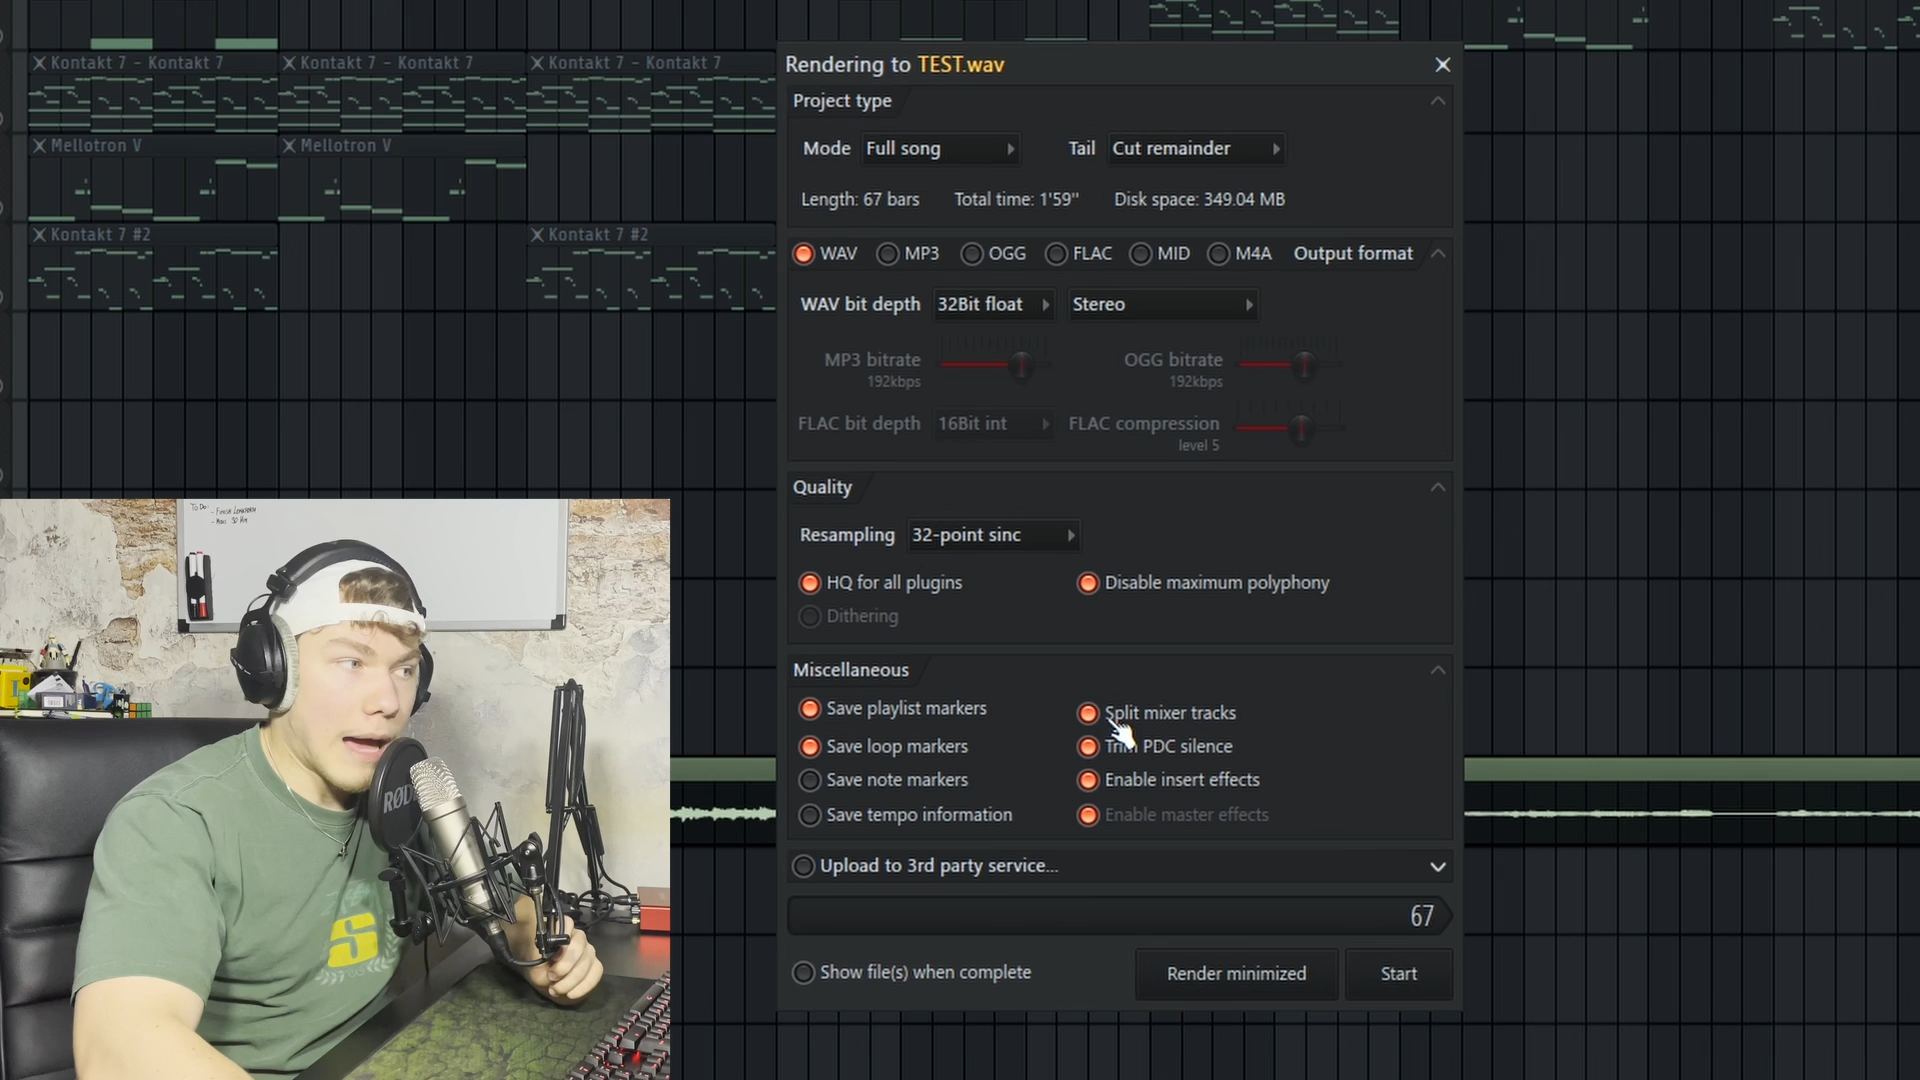 Kontakt 7 - Kontakt 7
Kontakt 7 - Kontakt 7
Kontakt 7 - Kontakt 7
Mellotron V
Mellotron V
Kontakt 7 #2
Kontakt 7 #2
Rendering to TEST.wav
Project type
Mode Full song Tail Cut remainder
Length: 67 bars Total time: 1'59" Disk space: 349.04 MB
WAV MP3 OGG FLAC MID M4A Output format
WAV bit depth 32Bit float Stereo
MP3 bitrate OGG bitrate
192kbps 192kbps
FLAC bit depth 16Bit int FLAC compression
level 5
Quality
Resampling 32-point sinc
HQ for all plugins Disable maximum polyphony
Dithering
Miscellaneous
Save playlist markers Split mixer tracks
Save loop markers Trim PDC silence
Save note markers Enable insert effects
Save tempo information Enable master effects
Upload to 3rd party service...
67
Show file(s) when complete Render minimized Start
To Do:
- Finish
RØDE
S